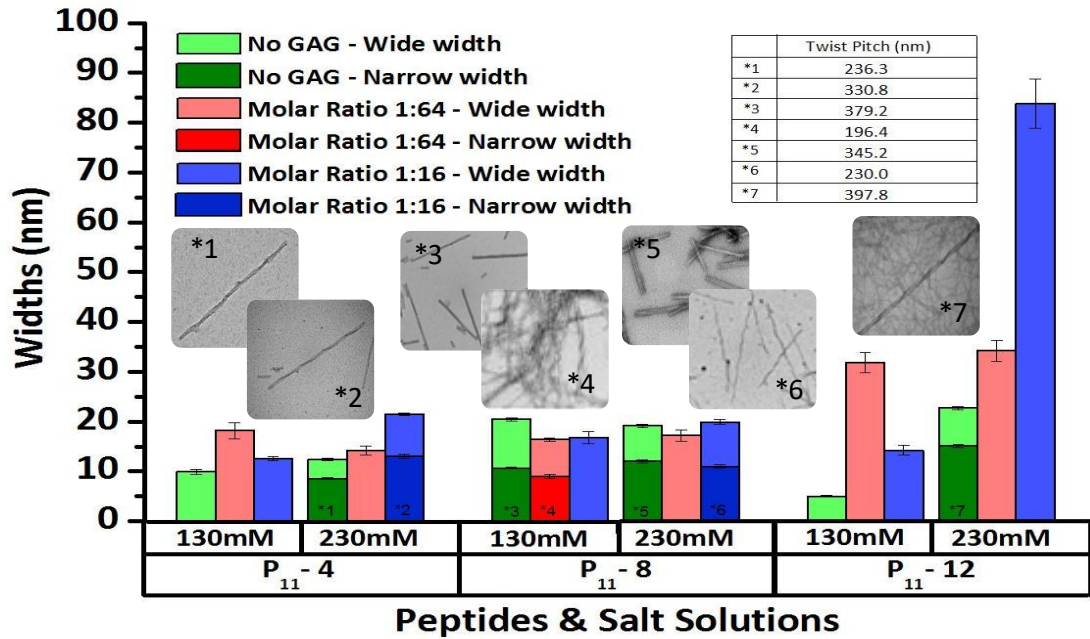 100
90
80
70
60
50
40
30
20
10
0
Widths (nm)
No GAG - Wide width
No GAG - Narrow width
Molar Ratio 1:64 - Wide width
Molar Ratio 1:64 - Narrow width
Molar Ratio 1:16 - Wide width
Molar Ratio 1:16 - Narrow width
Twist Pitch (nm)
*1 236.3
*2 330.8
*3 379.2
*4 196.4
*5 345.2
*6 230.0
*7 397.8
*1
*2
*3
*4
*5
*6
*7
*1 *2 *3 *4 *5 *6 *7
130mM 230mM 130mM 230mM 130mM 230mM
P11 - 4 P11 - 8 P11 - 12
Peptides & Salt Solutions